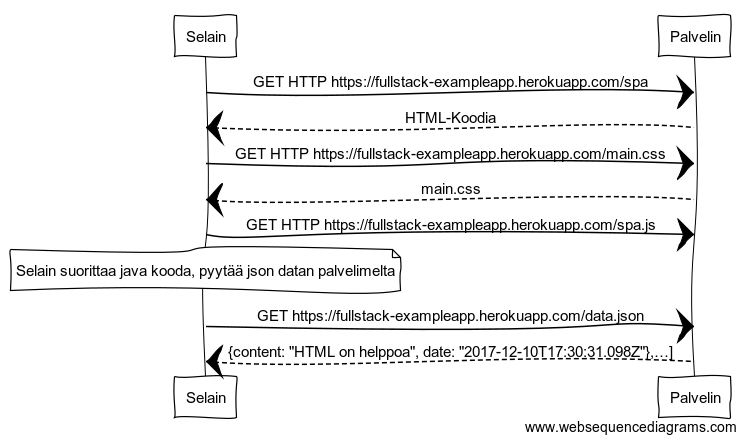 Selain Palvelin
GET HTTP https://fullstack-exampleapp.herokuapp.com/spa
HTML-Koodia
GET HTTP https://fullstack-exampleapp.herokuapp.com/main.css
main.css
GET HTTP https://fullstack-exampleapp.herokuapp.com/spa.js
Selain suorittaa java kooda, pyytää json datan palvelimelta
GET https://fullstack-exampleapp.herokuapp.com/data.json
{content: "HTML on helppoa", date: "2017-12-10T17:30:31.098Z"},...]
Selain Palvelin
www.websequencediagrams.com